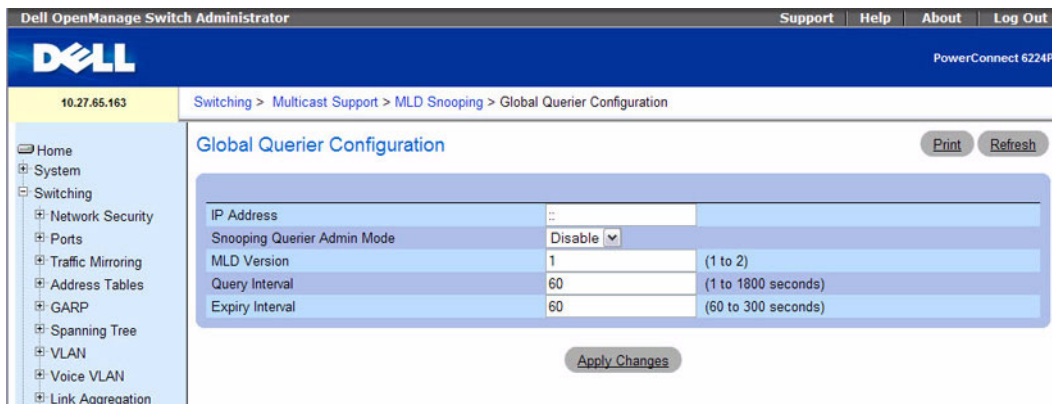 Dell OpenManage Switch Administrator Support Help About Log Out
DELL
PowerConnect 6224P
10.27.65.163
Switching > Multicast Support > MLD Snooping > Global Querier Configuration
Home
System
Switching
Network Security
Ports
Traffic Mirroring
Address Tables
GARP
Spanning Tree
VLAN
Voice VLAN
Link Aggregation
Global Querier Configuration
Print Refresh
IP Address ::
Snooping Querier Admin Mode Disable
MLD Version 1 (1 to 2)
Query Interval 60 (1 to 1800 seconds)
Expiry Interval 60 (60 to 300 seconds)
Apply Changes